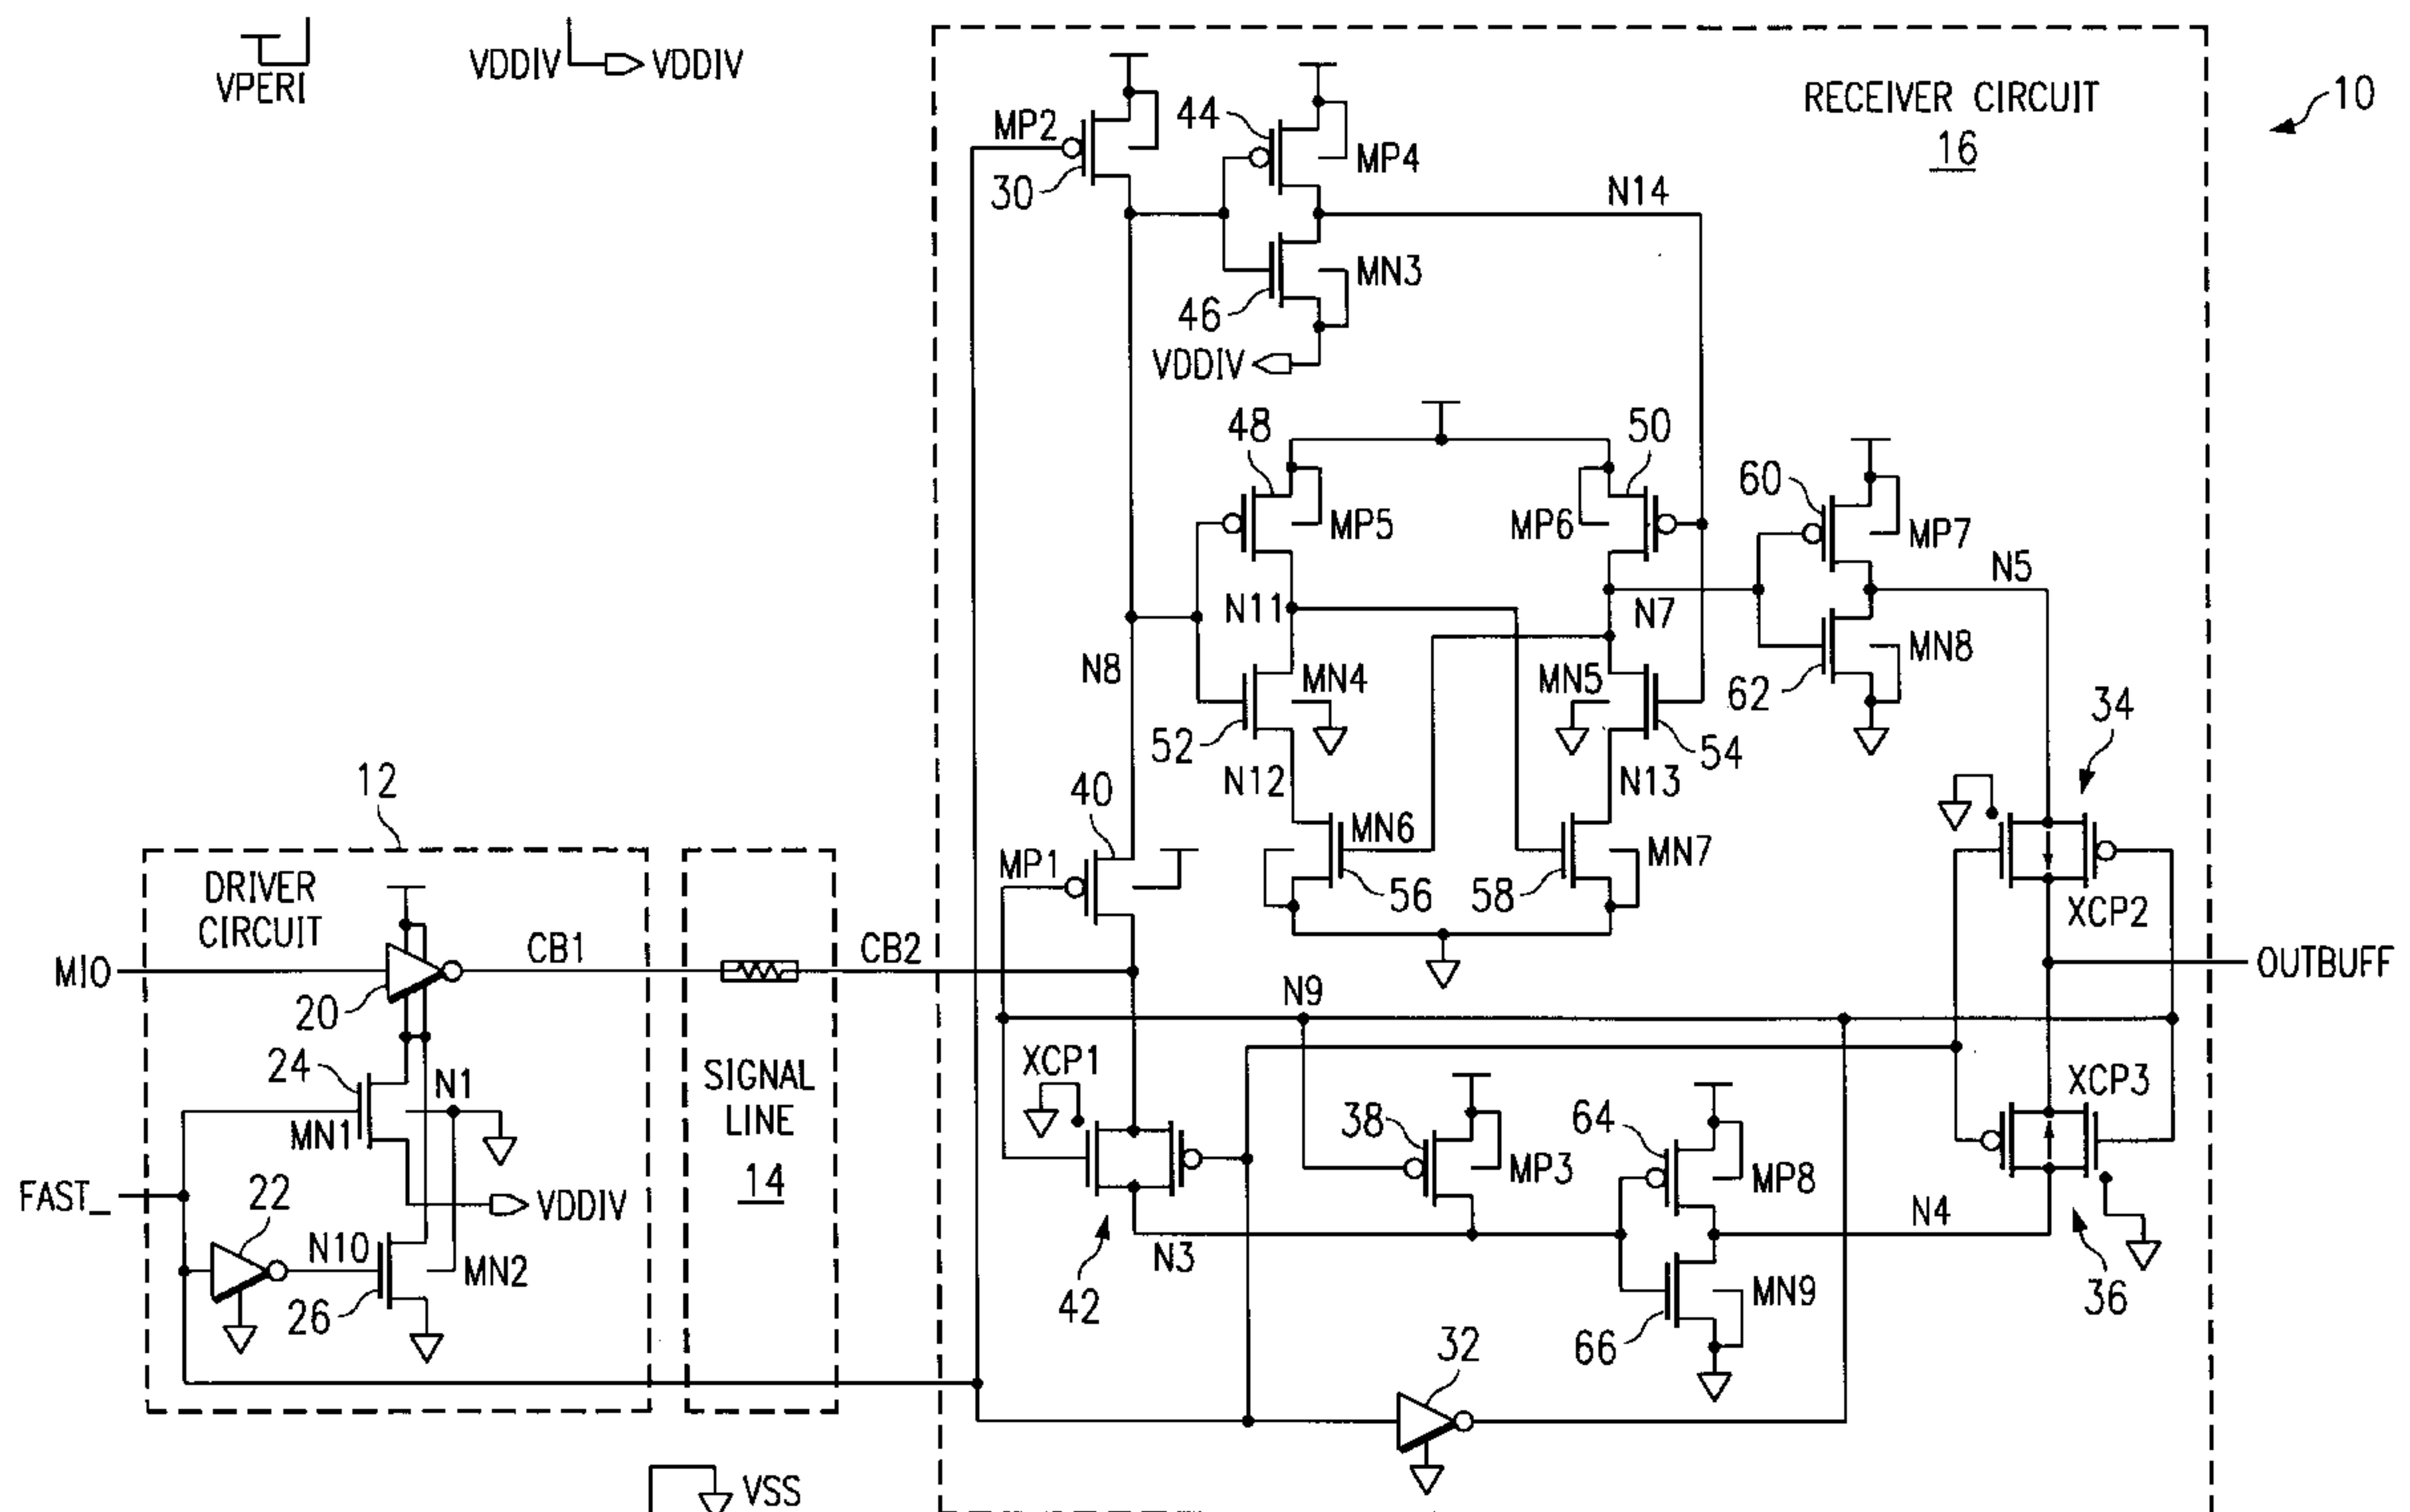 VPERI
VDDIV
VDDIV
RECEIVER CIRCUIT
16
10
MP2
30
44
MP4
N14
MN3
46
VDDIV
48
MP5
50
MP6
60
MP7
N5
N11
N7
N8
MN4
MN5
MN8
52
54
62
34
N12
N13
40
MN6
MN7
MP1
56
58
XCP2
12
DRIVER
CIRCUIT
MIO
CB1
CB2
20
OUTBUFF
N9
24
N1
MN1
XCP1
SIGNAL
LINE
14
38
MP3
64
MP8
XCP3
FAST_
22
VDDIV
N10
MN2
26
N3
N4
42
MN9
66
36
32
VSS